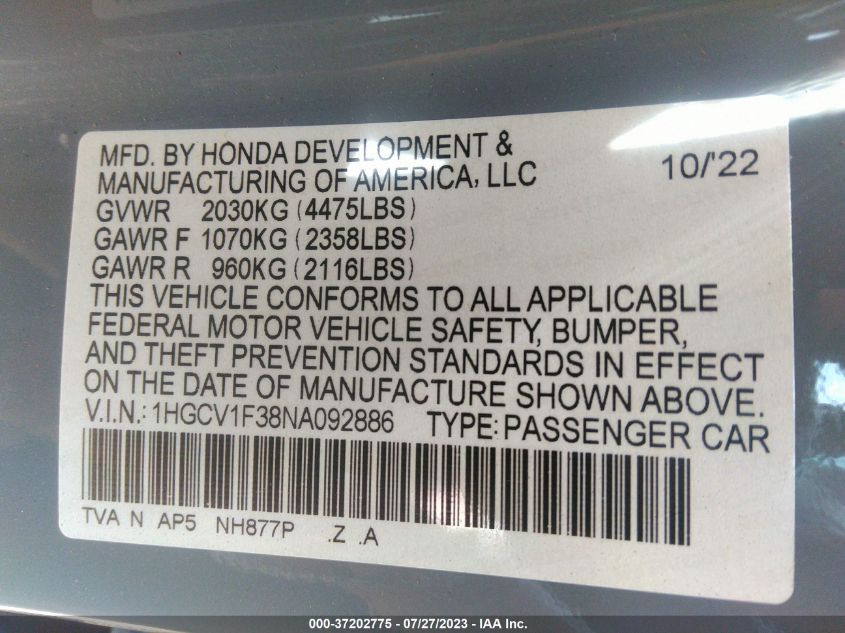 MFD. BY HONDA DEVELOPMENT &
MANUFACTURING OF AMERICA, LLC 10/'22
GVWR 2030KG (4475LBS)
GAWR F 1070KG (2358LBS)
GAWR R 960KG (2116LBS)
THIS VEHICLE CONFORMS TO ALL APPLICABLE
FEDERAL MOTOR VEHICLE SAFETY, BUMPER,
AND THEFT PREVENTION STANDARDS IN EFFECT
ON THE DATE OF MANUFACTURE SHOWN ABOVE.
V.I.N.: 1HGCV1F38NA092886 TYPE: PASSENGER CAR
TVA N AP5 NH877P .Z .A
000-37202775 - 07/27/2023 - IAA Inc.